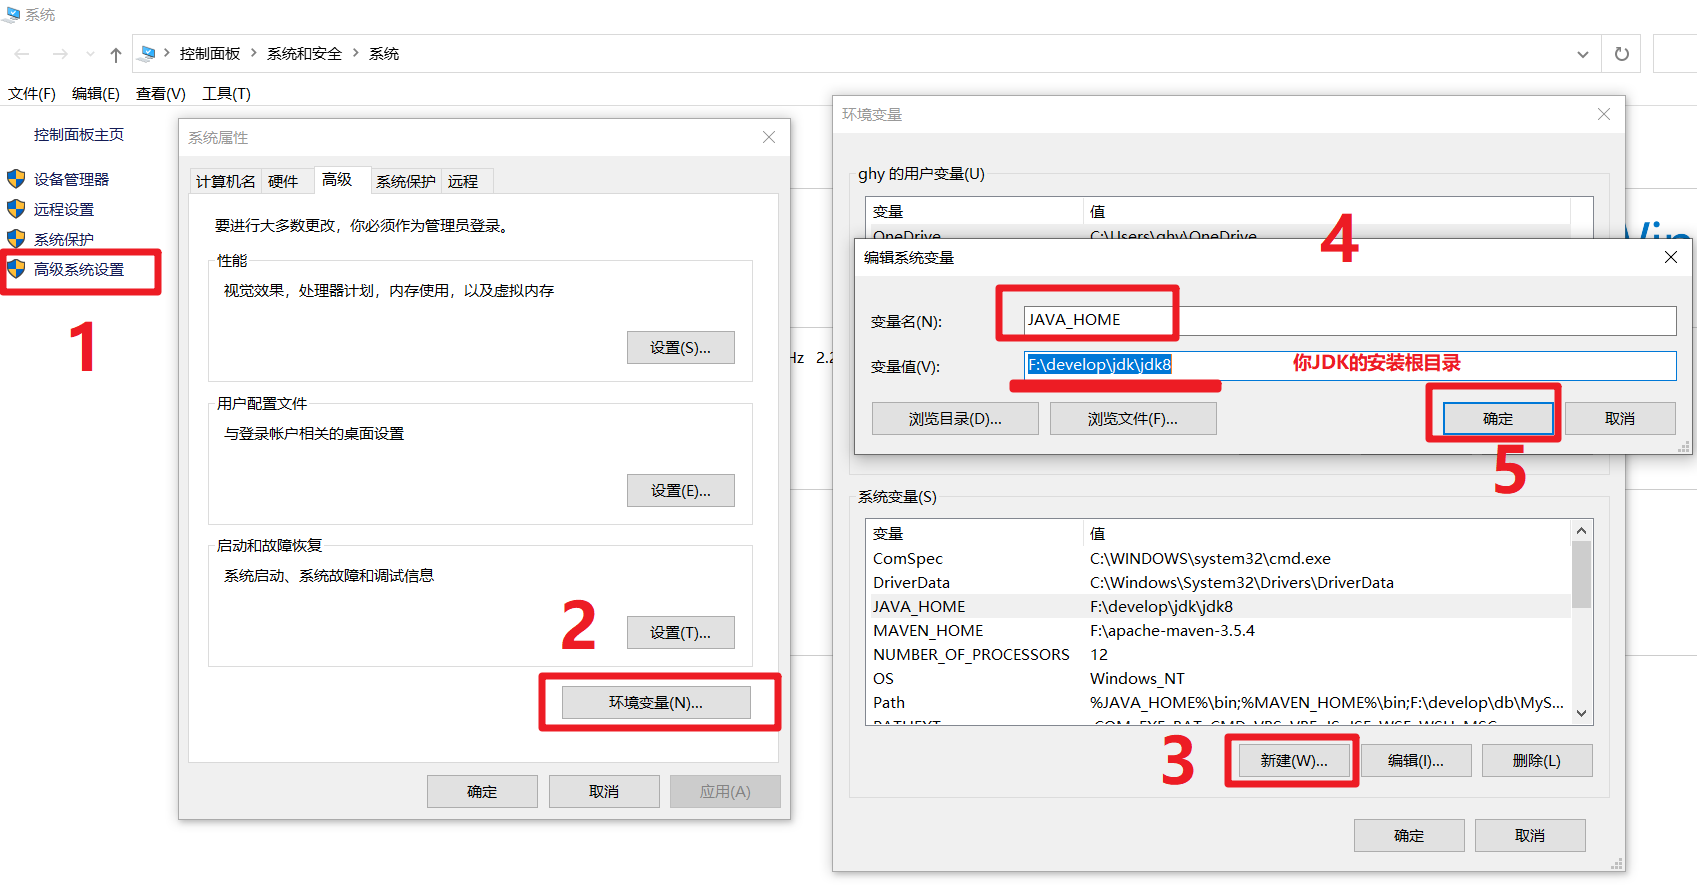 系统
控制面板 系统和安全 系统
文件(F) 编辑(E) 查看(V) 工具(T)
控制面板主页
设备管理器
远程设置
系统保护
高级系统设置
1
系统属性
计算机名 硬件 高级 系统保护 远程
要进行大多数更改，你必须作为管理员登录。
性能
视觉效果，处理器计划，内存使用，以及虚拟内存
设置(S)...
用户配置文件
与登录帐户相关的桌面设置
设置(E)...
启动和故障恢复
系统启动、系统故障和调试信息
2
设置(T)...
环境变量(N)...
确定 取消 应用(A)
Hz 2.2
环境变量
ghy 的用户变量(U)
变量 值
OneDrive C:\Users\ghy\OneDrive
4
编辑系统变量
变量名(N): JAVA_HOME
变量值(V): F:\develop\jdk\jdk8 你JDK的安装根目录
浏览目录(D)... 浏览文件(F)... 确定 取消
5
系统变量(S)
变量 值
ComSpec C:\WINDOWS\system32\cmd.exe
DriverData C:\Windows\System32\Drivers\DriverData
JAVA_HOME F:\develop\jdk\jdk8
MAVEN_HOME F:\apache-maven-3.5.4
NUMBER_OF_PROCESSORS 12
OS Windows_NT
Path %JAVA_HOME%\bin;%MAVEN_HOME%\bin;F:\develop\db\MyS...
3
新建(W)... 编辑(I)... 删除(L)
确定 取消